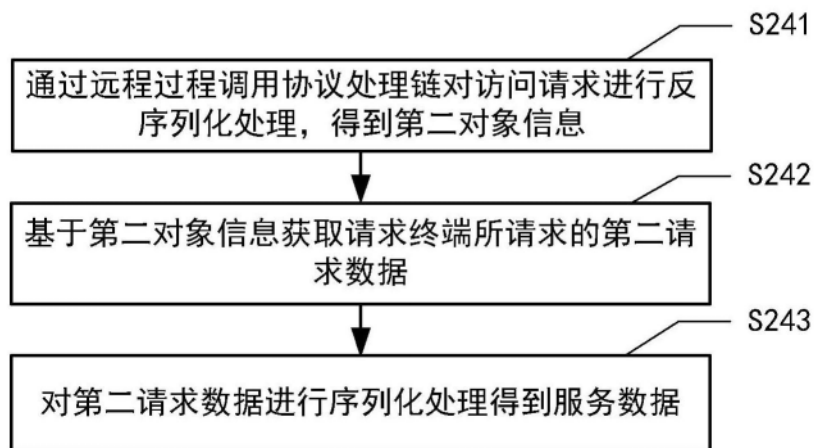 S241
通过远程过程调用协议处理链对访问请求进行反
序列化处理，得到第二对象信息
S242
基于第二对象信息获取请求终端所请求的第二请
求数据
S243
对第二请求数据进行序列化处理得到服务数据